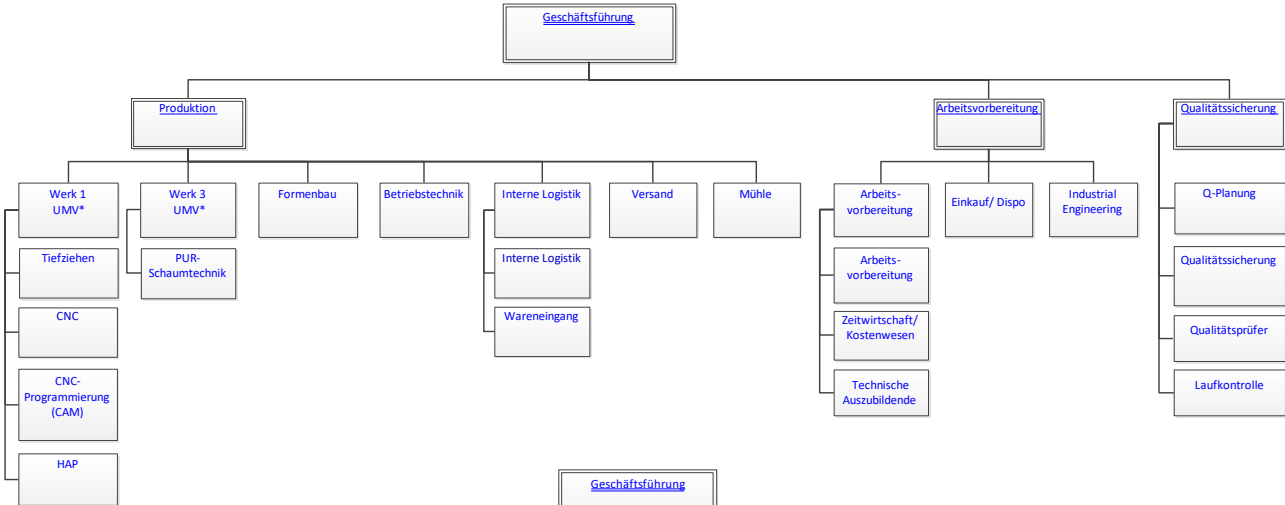 Geschäftsführung
Produktion
Arbeitsvorbereitung
Qualitätssicherung
Werk 1
UMV*
Werk 3
UMV*
Formenbau
Betriebstechnik
Interne Logistik
Versand
Mühle
Arbeits-
vorbereitung
Einkauf/ Dispo
Industrial
Engineering
Q-Planung
Tiefziehen
PUR-
Schaumtechnik
Interne Logistik
Arbeits-
vorbereitung
Qualitätssicherung
CNC
Wareneingang
Zeitwirtschaft/
Kostenwesen
Qualitätsprüfer
CNC-
Programmierung
(CAM)
Technische
Auszubildende
Laufkontrolle
HAP
Geschäftsführung